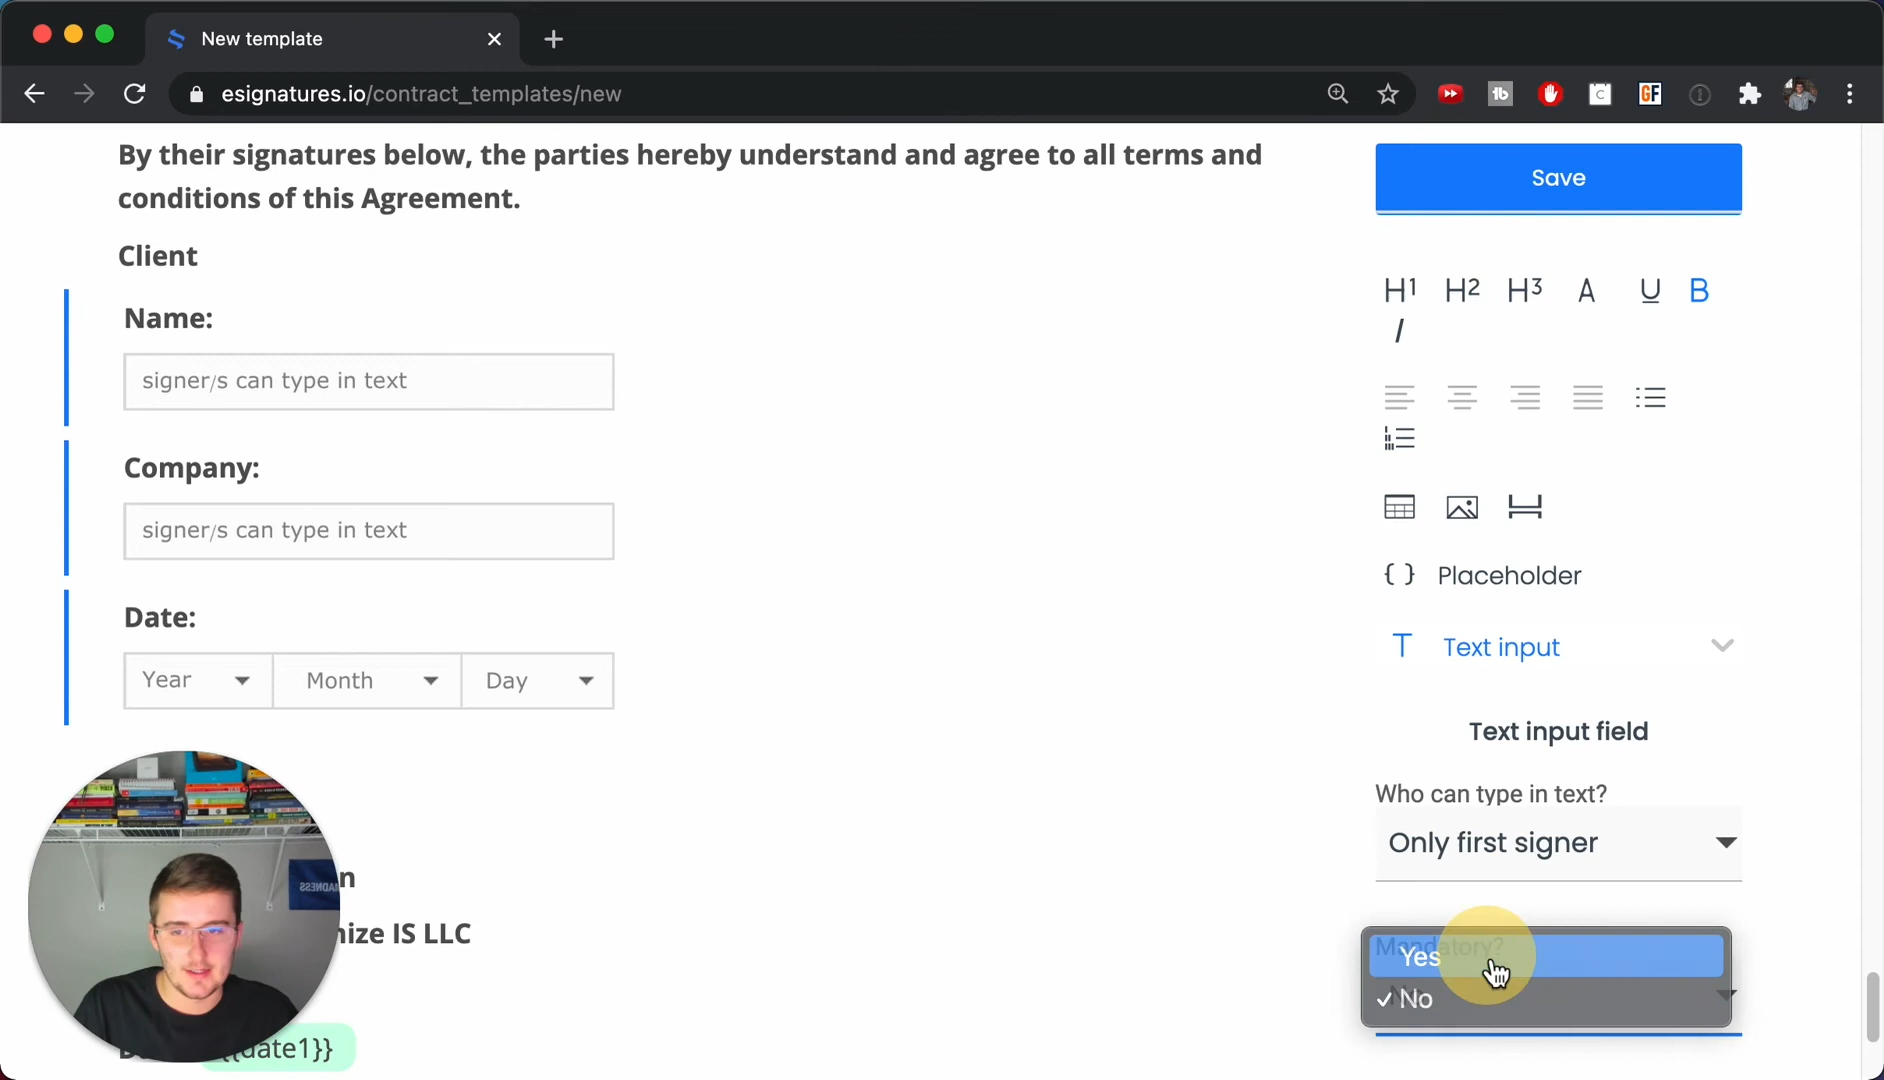 New template
esignatures.io/contract_templates/new
By their signatures below, the parties hereby understand and agree to all terms and
conditions of this Agreement.
Client
Name:
signer/s can type in text
Company:
signer/s can type in text
Date:
Year
Month
Day
MADNESS
n
nize IS LLC
{{date1}}
Save
H1 H2 H3 A U B
I
{ } Placeholder
T Text input
Text input field
Who can type in text?
Only first signer
Mandatory?
Yes
✓ No